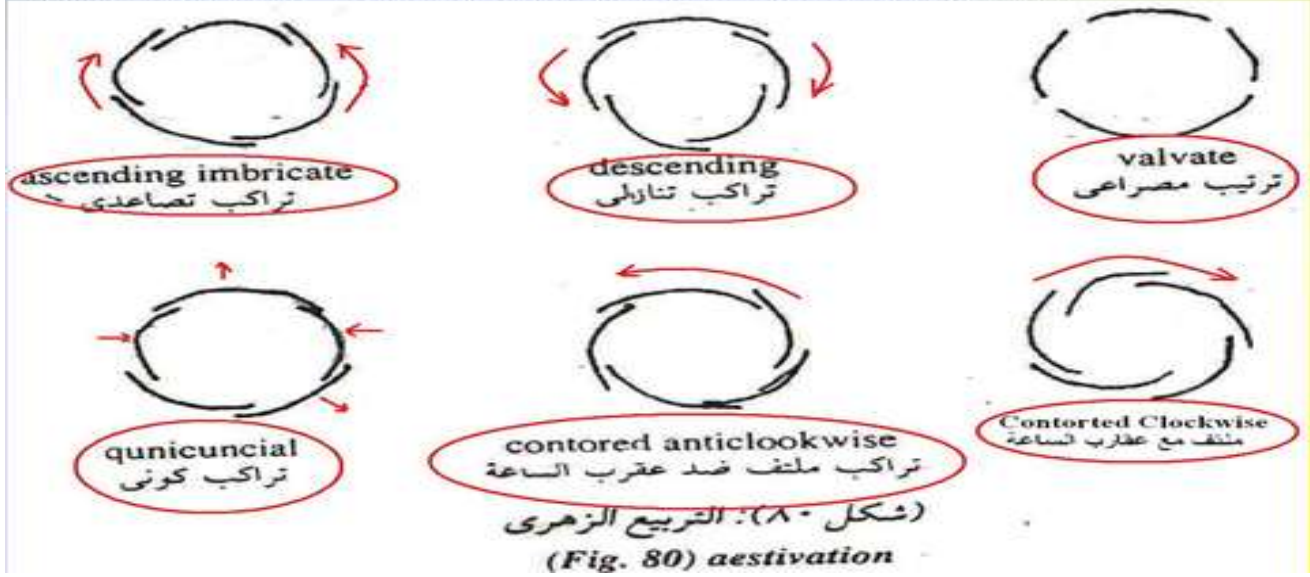 ascending imbricate
تراكب تصاعدى
descending
تراكب تنازلى
valvate
ترتيب مصراعى
qunicuncial
تراكب كونى
contored anticlookwise
تراكب ملتف ضد عقرب الساعة
Contorted Clockwise
ملتف مع عقارب الساعة
(شكل ٨٠): التربيع الزهرى
(Fig. 80) aestivation